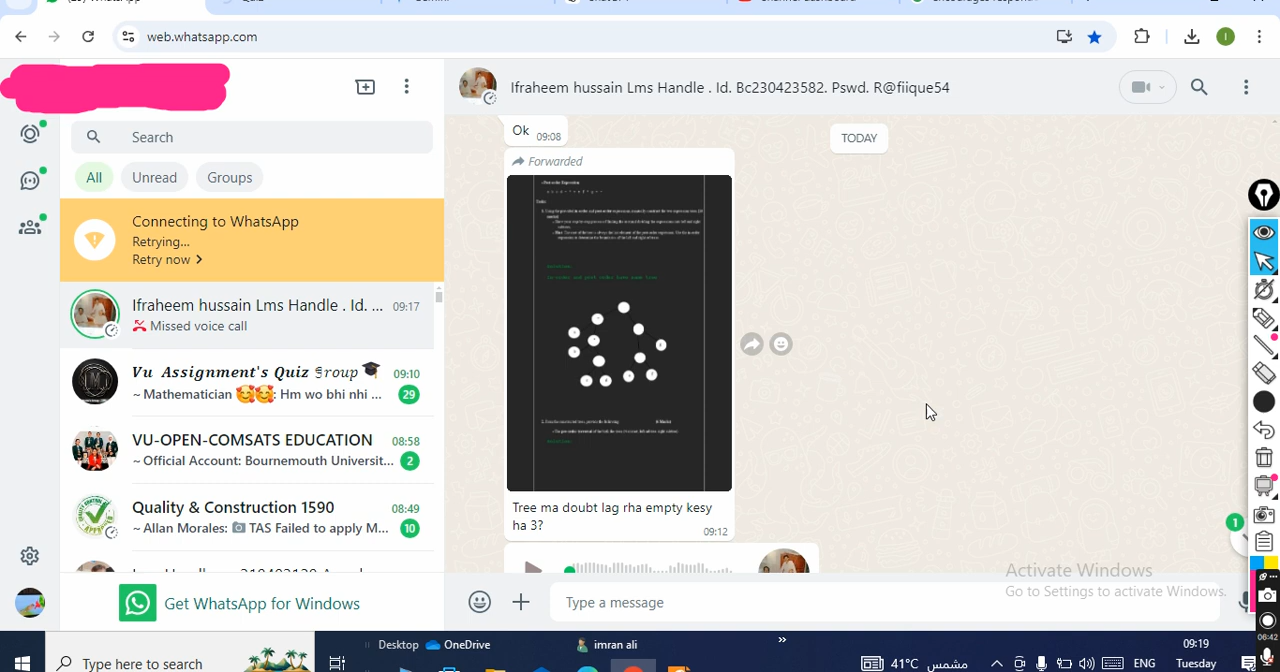 web.whatsapp.com
Search
All
Unread
Groups
Connecting to WhatsApp
Retrying...
Retry now
Ifraheem hussain Lms Handle . Id. ... 09:17
Missed voice call
Vu Assignment's Quiz Group 🎓 09:10
~ Mathematician 🥰🥰: Hm wo bhi nhi ... 29
VU-OPEN-COMSATS EDUCATION 08:58
~ Official Account: Bournemouth Universit... 2
Quality & Construction 1590 08:49
~ Allan Morales: TAS Failed to apply M... 10
Get WhatsApp for Windows
Ifraheem hussain Lms Handle . Id. Bc230423582. Pswd. R@fiique54
Ok 09:08
TODAY
Forwarded
Tree ma doubt lag rha empty kesy
ha 3?
09:12
1
Activate Windows
Go to Settings to activate Windows.
Type a message
06:42
Type here to search
Desktop
OneDrive
imran ali
41°C مشمس
ENG
09:19
Tuesday